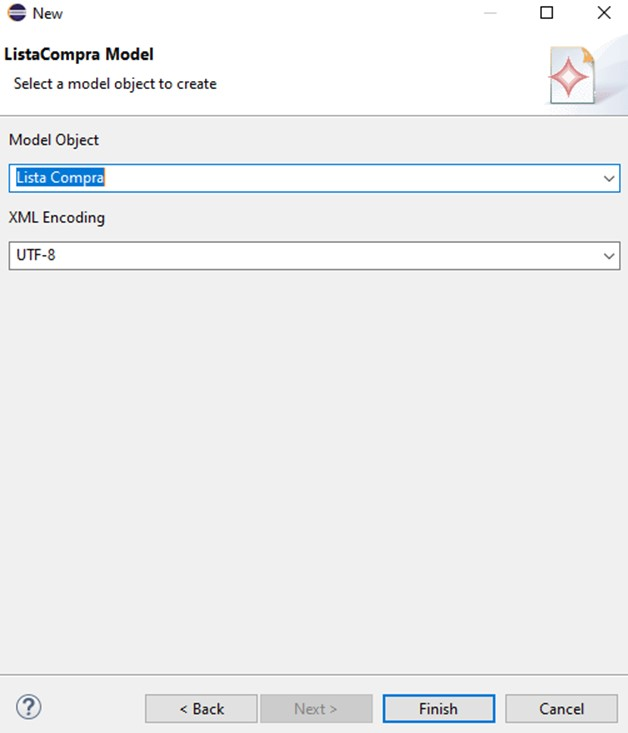 New
ListaCompra Model
Select a model object to create
Model Object
Lista Compra
XML Encoding
UTF-8
?
< Back
Next >
Finish
Cancel